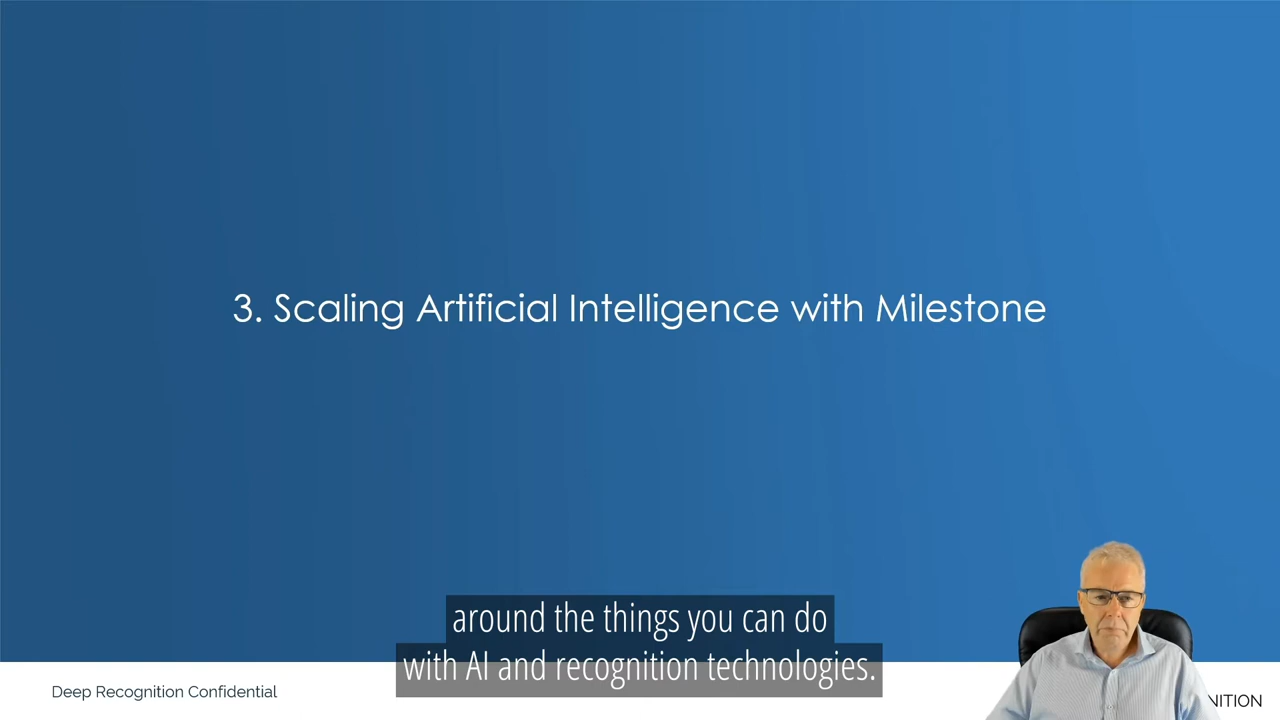 3. Scaling Artificial Intelligence with Milestone
around the things you can do
with AI and recognition technologies.
Deep Recognition Confidential
NITION